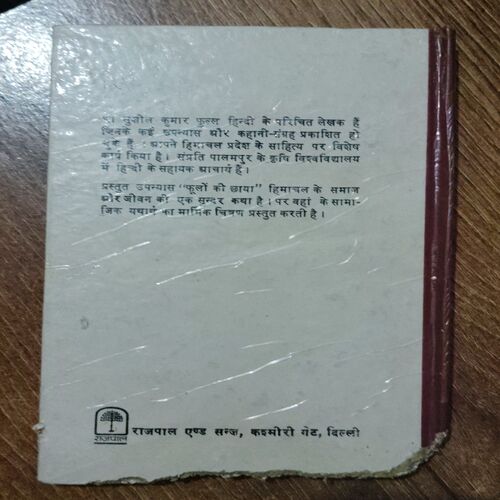 डा सुशील कुमार फुल्ल हिन्दी के परिचित लेखक हैं
जिनके कई उपन्यास और कहानी-संग्रह प्रकाशित हो
चुके हैं। आपने हिमाचल प्रदेश के साहित्य पर विशेष
कार्य किया है। संप्रति पालमपुर के कृषि विश्वविद्यालय
में हिन्दी के सहायक आचार्य हैं।
प्रस्तुत उपन्यास "फूलों की छाया" हिमाचल के समाज
और जीवन की एक सुन्दर कथा है। पर वहां के सामा-
जिक यथार्थ का मार्मिक चित्रण प्रस्तुत करती है।
राजपाल
राजपाल एण्ड सन्ज़, कश्मीरी गेट, दिल्ली